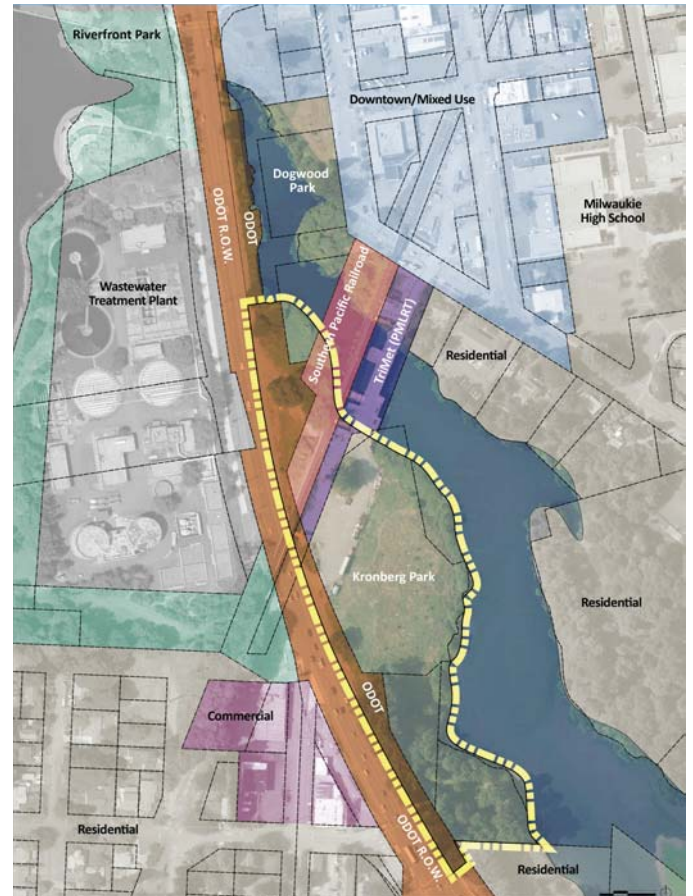 Riverfront Park
Downtown/Mixed Use
Dogwood
Park
ODOT
ODOT R.O.W.
Milwaukie
High School
Wastewater
Treatment Plant
Southern Pacific Railroad
TriMet (PMLRT)
Residential
Kronberg Park
Residential
ODOT
Commercial
Residential
ODOT R.O.W.
Residential